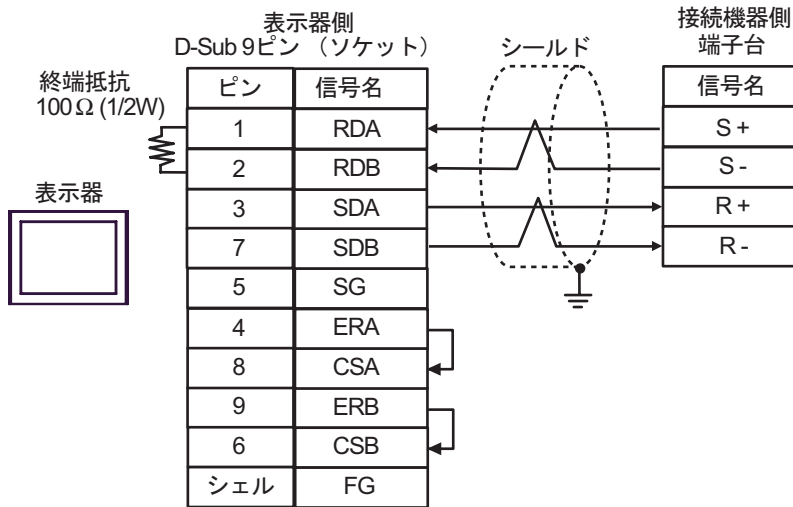 表示器側
D-Sub 9ピン (ソケット)
シールド
接続機器側
端子台
終端抵抗
100Ω (1/2W)
表示器
ピン 信号名
1 RDA
2 RDB
3 SDA
7 SDB
5 SG
4 ERA
8 CSA
9 ERB
6 CSB
シェル FG
信号名
S +
S -
R +
R -